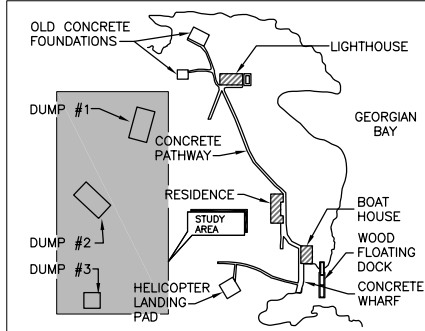 OLD CONCRETE
FOUNDATIONS
LIGHTHOUSE
DUMP #1
GEORGIAN
BAY
CONCRETE
PATHWAY
RESIDENCE
BOAT
HOUSE
STUDY
AREA
DUMP #2
WOOD
FLOATING
DOCK
DUMP #3
HELICOPTER
LANDING
PAD
CONCRETE
WHARF